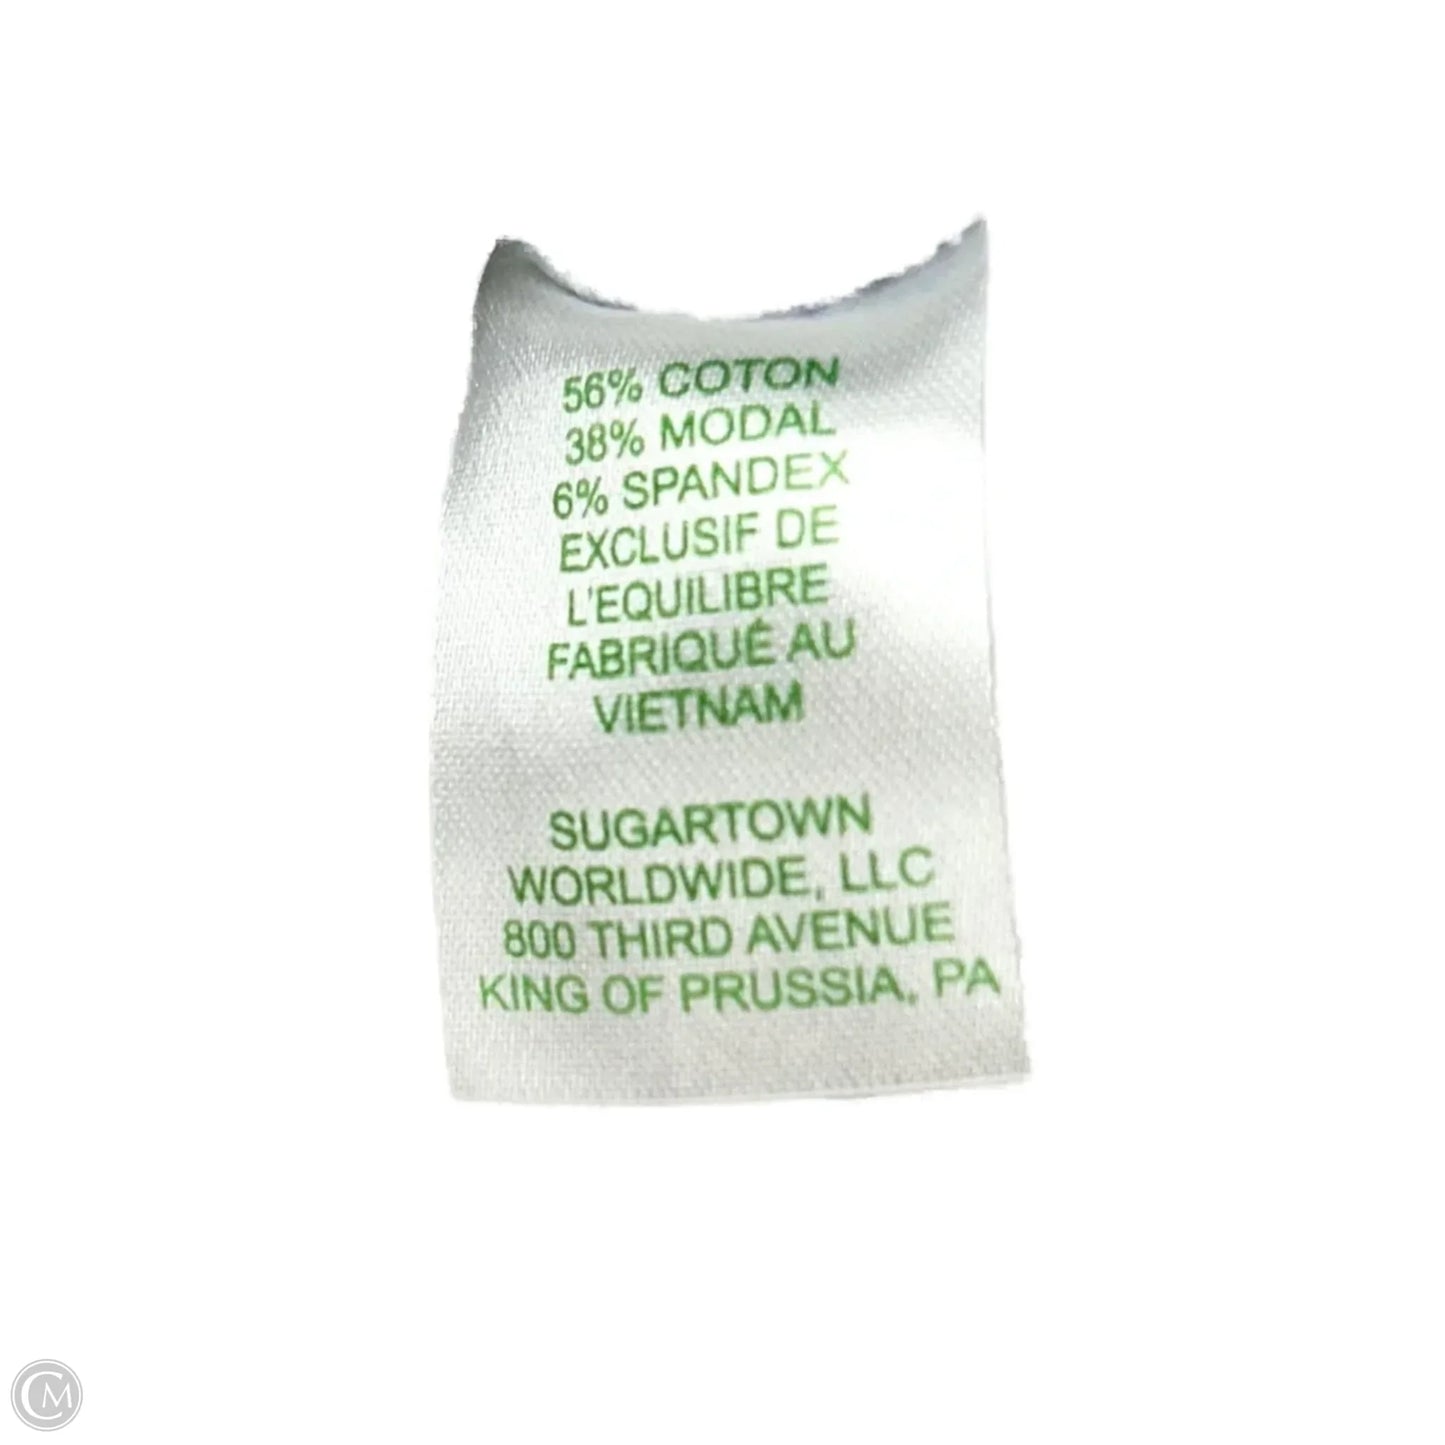 56% COTON
38% MODAL
6% SPANDEX
EXCLUSIF DE
L'EQUILIBRE
FABRIQUÉ AU
VIETNAM
SUGARTOWN
WORLDWIDE, LLC
800 THIRD AVENUE
KING OF PRUSSIA, PA
CM